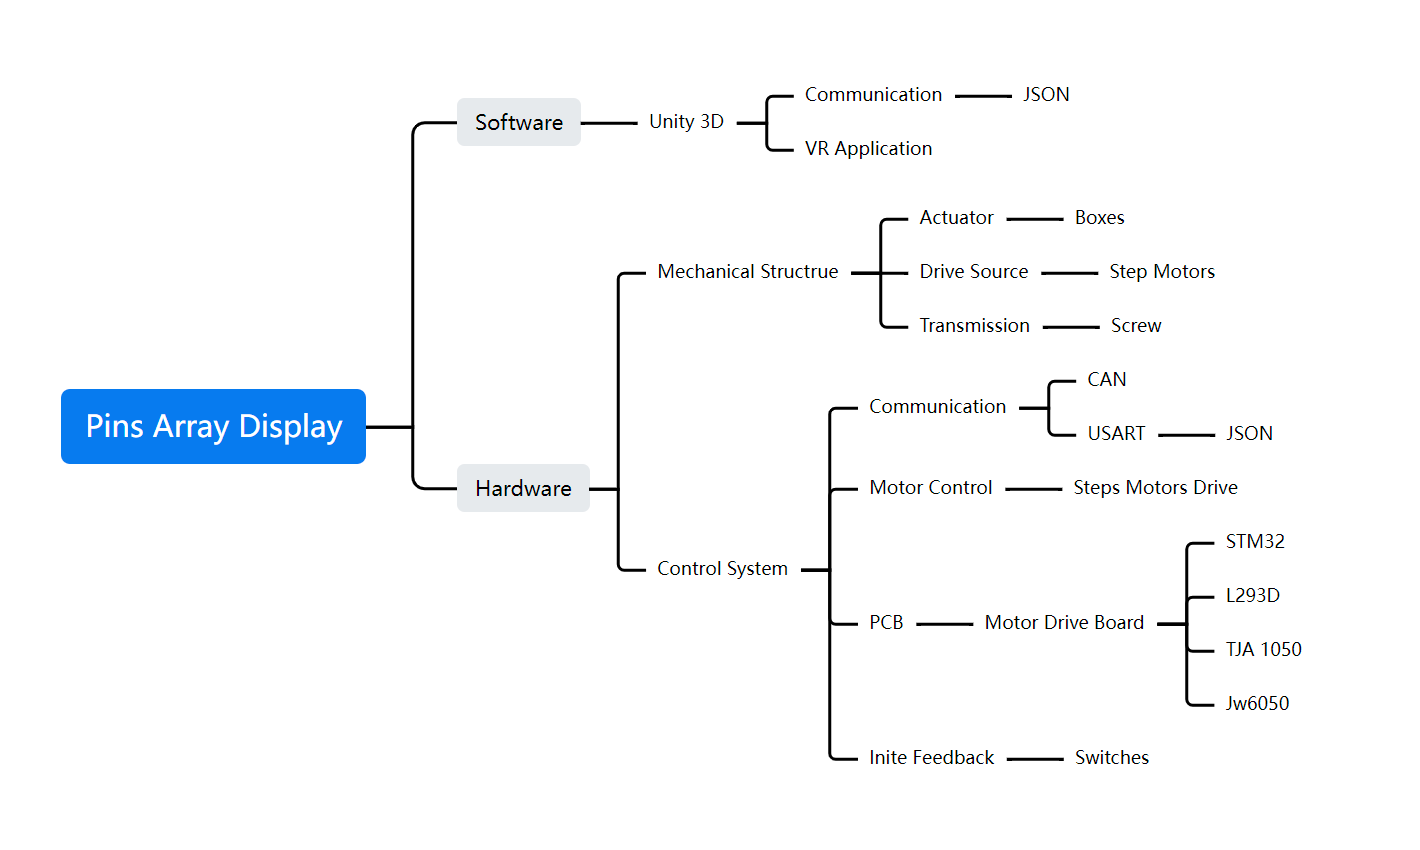 Pins Array Display
Software
Unity 3D
Communication
JSON
VR Application
Hardware
Mechanical Structrue
Actuator
Boxes
Drive Source
Step Motors
Transmission
Screw
Control System
Communication
CAN
USART
JSON
Motor Control
Steps Motors Drive
PCB
Motor Drive Board
STM32
L293D
TJA 1050
Jw6050
Inite Feedback
Switches